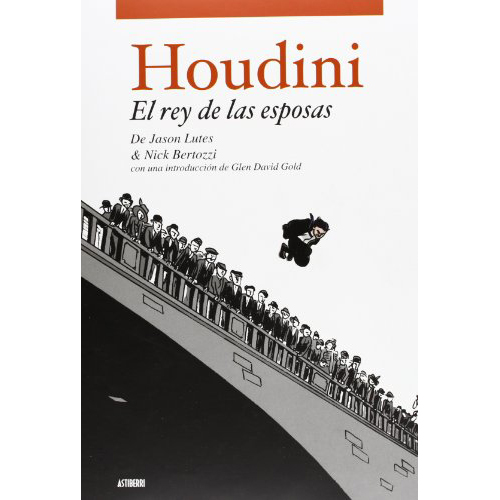 Houdini
El rey de las esposas
De Jason Lutes
& Nick Bertozzi
con una introducción de Glen David Gold
ASTIBERRI